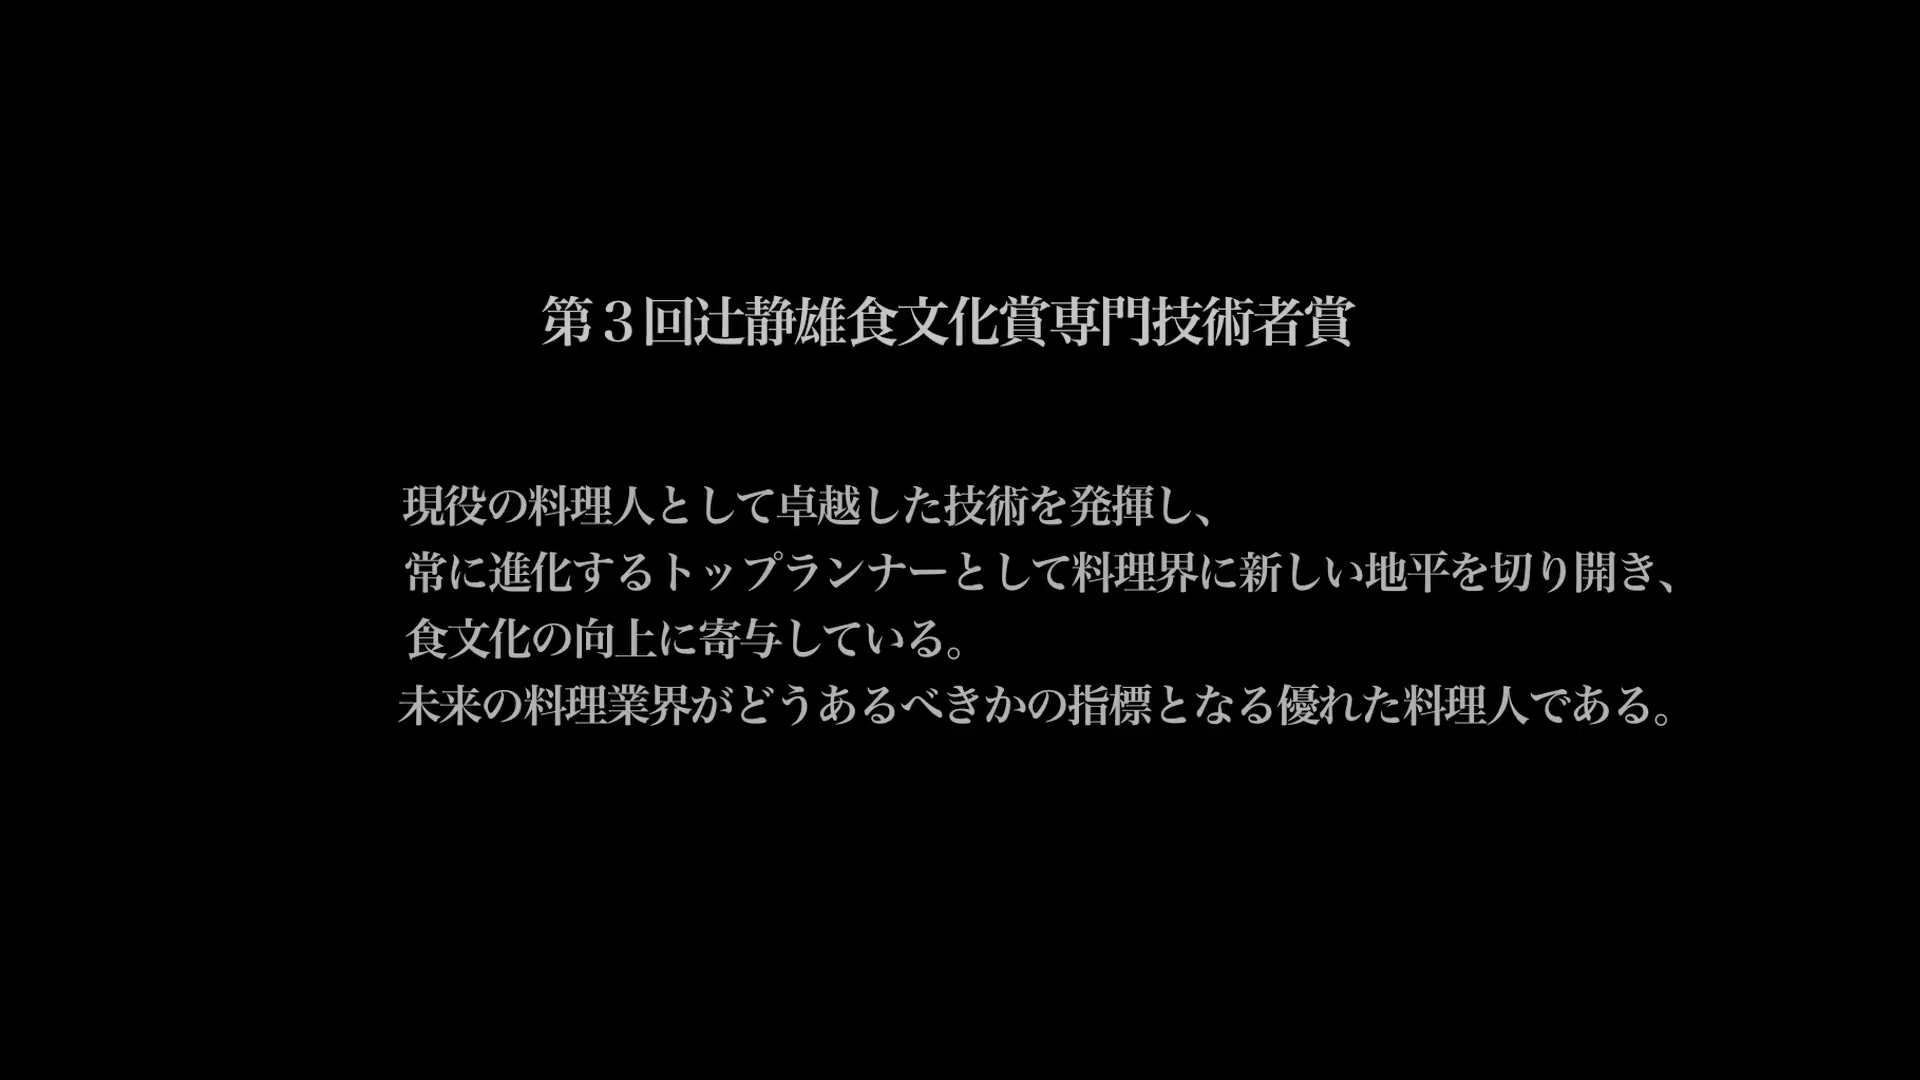 第３回辻静雄食文化賞専門技術者賞
現役の料理人として卓越した技術を発揮し、
常に進化するトップランナーとして料理界に新しい地平を切り開き、
食文化の向上に寄与している。
未来の料理業界がどうあるべきかの指標となる優れた料理人である。